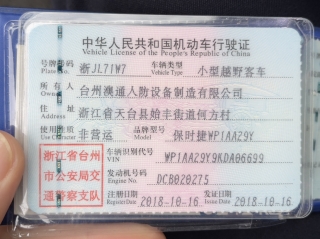 中华人民共和国机动车行驶证
Vehicle License of the People's Republic of China
号牌号码 浙JL71W7 车辆类型 小型越野客车
Plate No. Vehicle Type
所有人 台州澳通人防设备制造有限公司
Owner
住址 浙江省天台县始丰街道何方村
Address
使用性质 非营运 品牌型号 保时捷WP1AA29Y
Use Character Model
浙江省台州 车辆识别代号 WP1AA29Y9KDA06699
VIN
市公安局交 发动机号码 DCB020275
Engine No.
通警察支队 注册日期 2018-10-16 发证日期 2018-10-16
Register Date Issue Date